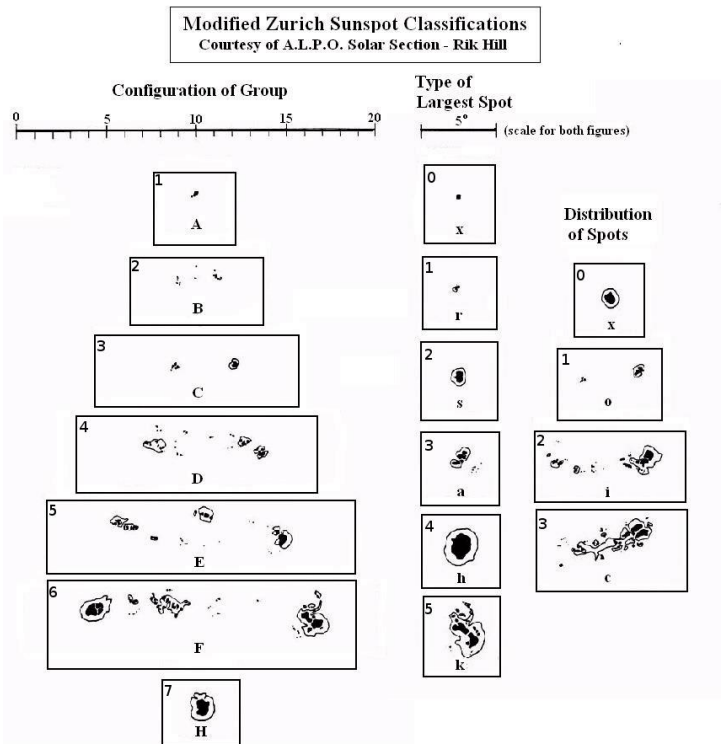 Modified Zurich Sunspot Classifications
Courtesy of A.L.P.O. Solar Section - Rik Hill
Configuration of Group
Type of
Largest Spot
0 5 10 15 20
5°
(scale for both figures)
1
A
2
B
3
C
4
D
5
E
6
F
7
H
0
x
1
r
2
s
3
a
4
h
5
k
Distribution
of Spots
0
x
1
o
2
i
3
c